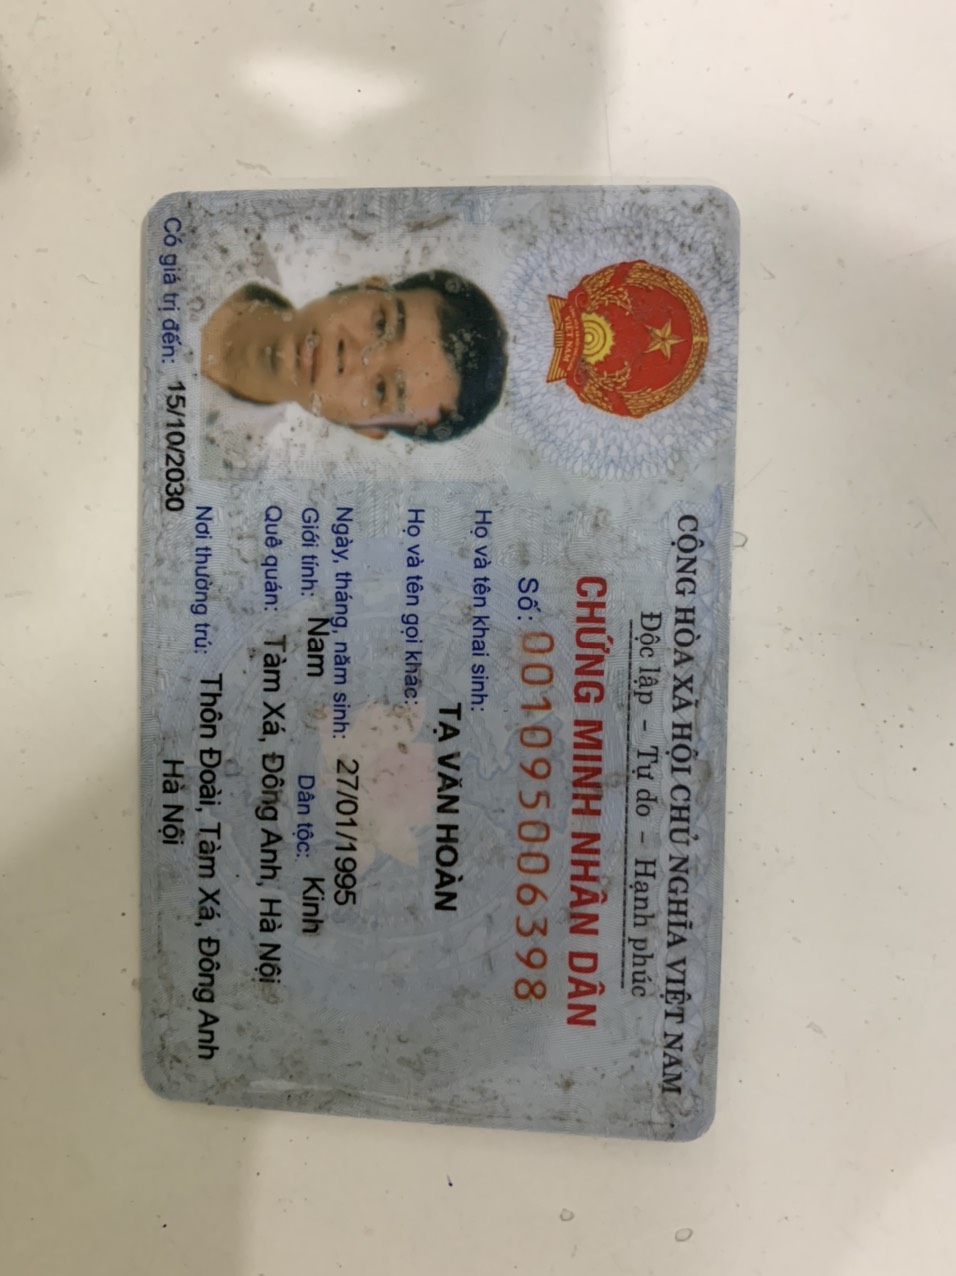 CỘNG HÒA XÃ HỘI CHỦ NGHĨA VIỆT NAM
Độc lập - Tự do - Hạnh phúc
CHỨNG MINH NHÂN DÂN
Số: 001095006398
Họ và tên khai sinh:
TẠ VĂN HOÀN
Họ và tên gọi khác:
Ngày, tháng, năm sinh: 27/01/1995
Giới tính: Nam Dân tộc: Kinh
Quê quán: Tàm Xá, Đông Anh, Hà Nội
Nơi thường trú: Thôn Đoài, Tàm Xá, Đông Anh
Hà Nội
Có giá trị đến: 15/10/2030
VIỆT NAM